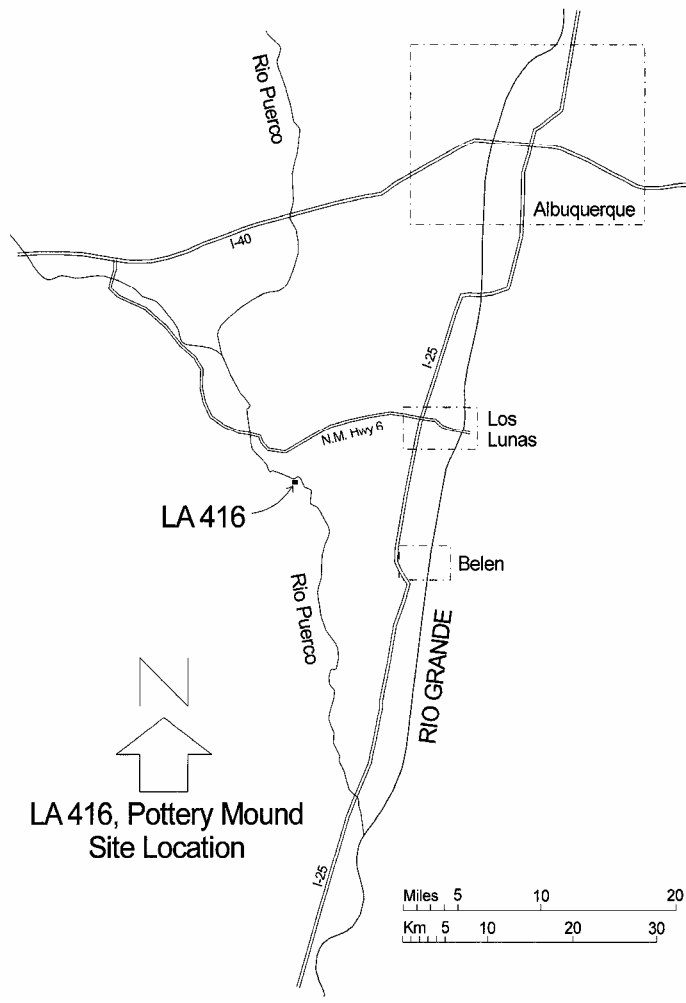 Rio Puerco
Albuquerque
I-40
I-25
Los
Lunas
N.M. Hwy 6
LA 416
Belen
Rio Puerco
RIO GRANDE
N
LA 416, Pottery Mound
Site Location
I-25
Miles 5 10 20
Km 5 10 20 30